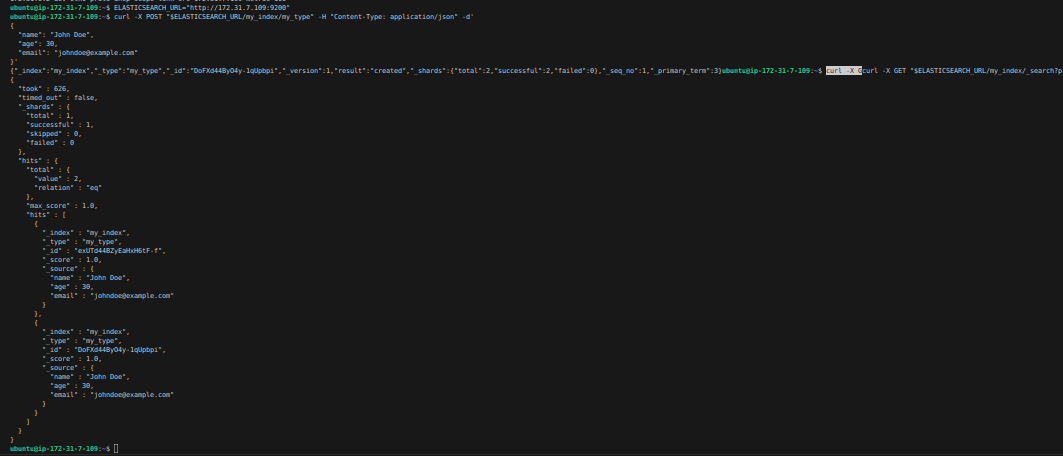 ubuntu@ip-172-31-7-109:~$ ELASTICSEARCH_URL="http://172.31.7.109:9200"
ubuntu@ip-172-31-7-109:~$ curl -X POST "$ELASTICSEARCH_URL/my_index/my_type" -H "Content-Type: application/json" -d'
{
  "name": "John Doe",
  "age": 30,
  "email": "johndoe@example.com"
}'
{"_index":"my_index","_type":"my_type","_id":"DoFXd44ByO4y-1qUpbpi","_version":1,"result":"created","_shards":{"total":2,"successful":2,"failed":0},"_seq_no":1,"_primary_term":3}ubuntu@ip-172-31-7-109:~$ curl -X Gcurl -X GET "$ELASTICSEARCH_URL/my_index/_search?p
{
  "took" : 626,
  "timed_out" : false,
  "_shards" : {
    "total" : 1,
    "successful" : 1,
    "skipped" : 0,
    "failed" : 0
  },
  "hits" : {
    "total" : {
      "value" : 2,
      "relation" : "eq"
    },
    "max_score" : 1.0,
    "hits" : [
      {
        "_index" : "my_index",
        "_type" : "my_type",
        "_id" : "exUTd44BZyEaHxH6tF-f",
        "_score" : 1.0,
        "_source" : {
          "name" : "John Doe",
          "age" : 30,
          "email" : "johndoe@example.com"
        }
      },
      {
        "_index" : "my_index",
        "_type" : "my_type",
        "_id" : "DoFXd44ByO4y-1qUpbpi",
        "_score" : 1.0,
        "_source" : {
          "name" : "John Doe",
          "age" : 30,
          "email" : "johndoe@example.com"
        }
      }
    ]
  }
}
ubuntu@ip-172-31-7-109:~$